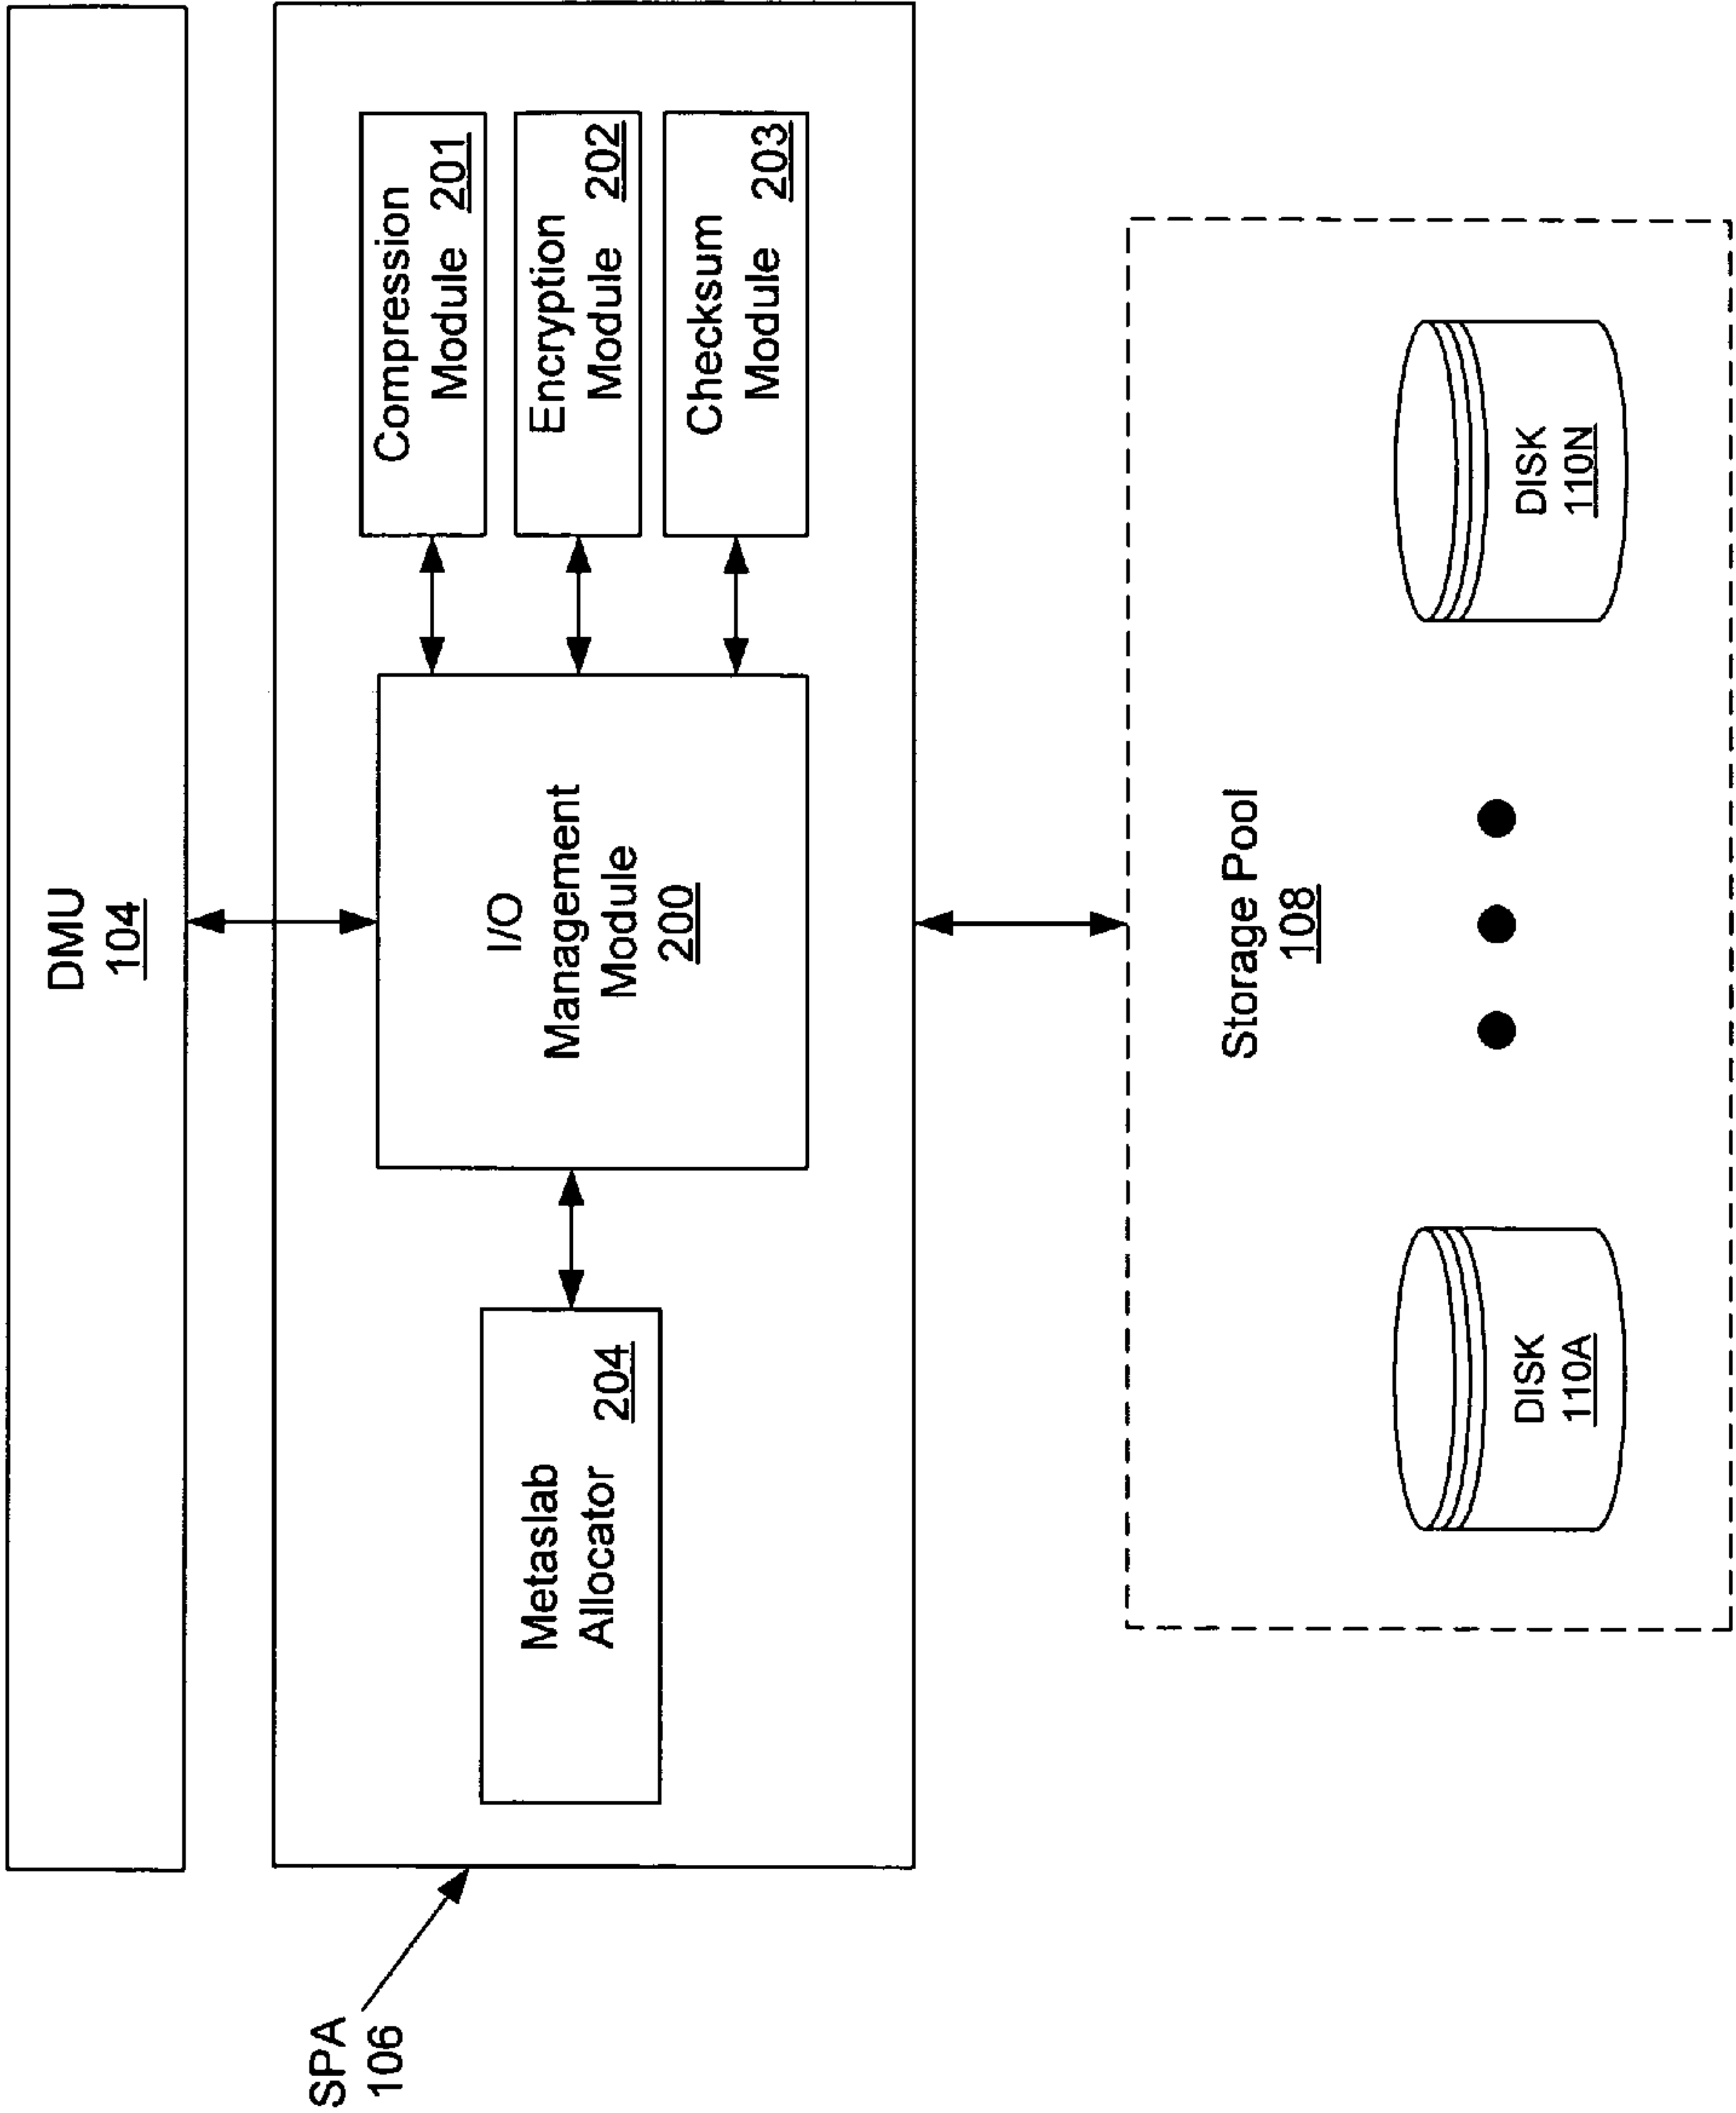 DMU
104
SPA
106
Metaslab
Allocator 204
I/O
Management
Module
200
Compression
Module 201
Encryption
Module 202
Checksum
Module 203
Storage Pool
108
DISK
110A
DISK
110N